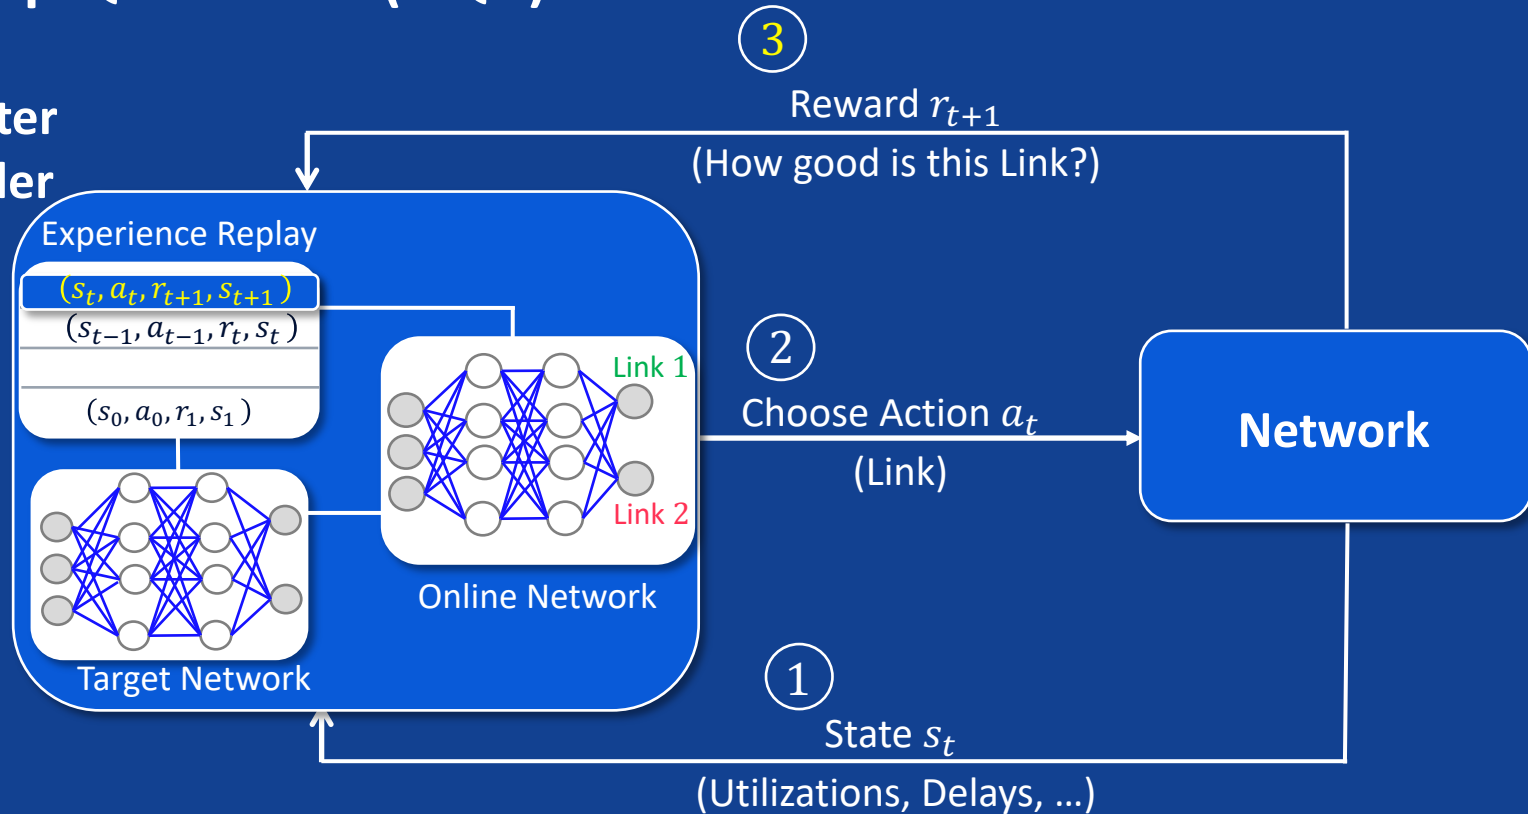 3
Reward r_{t+1}
(How good is this Link?)
Experience Replay
(s_t, a_t, r_{t+1}, s_{t+1})
(s_{t−1}, a_{t−1}, r_t, s_t)
(s_0, a_0, r_1, s_1)
Link 1
Link 2
Online Network
Target Network
2
Choose Action a_t
(Link)
Network
1
State s_t
(Utilizations, Delays, ...)